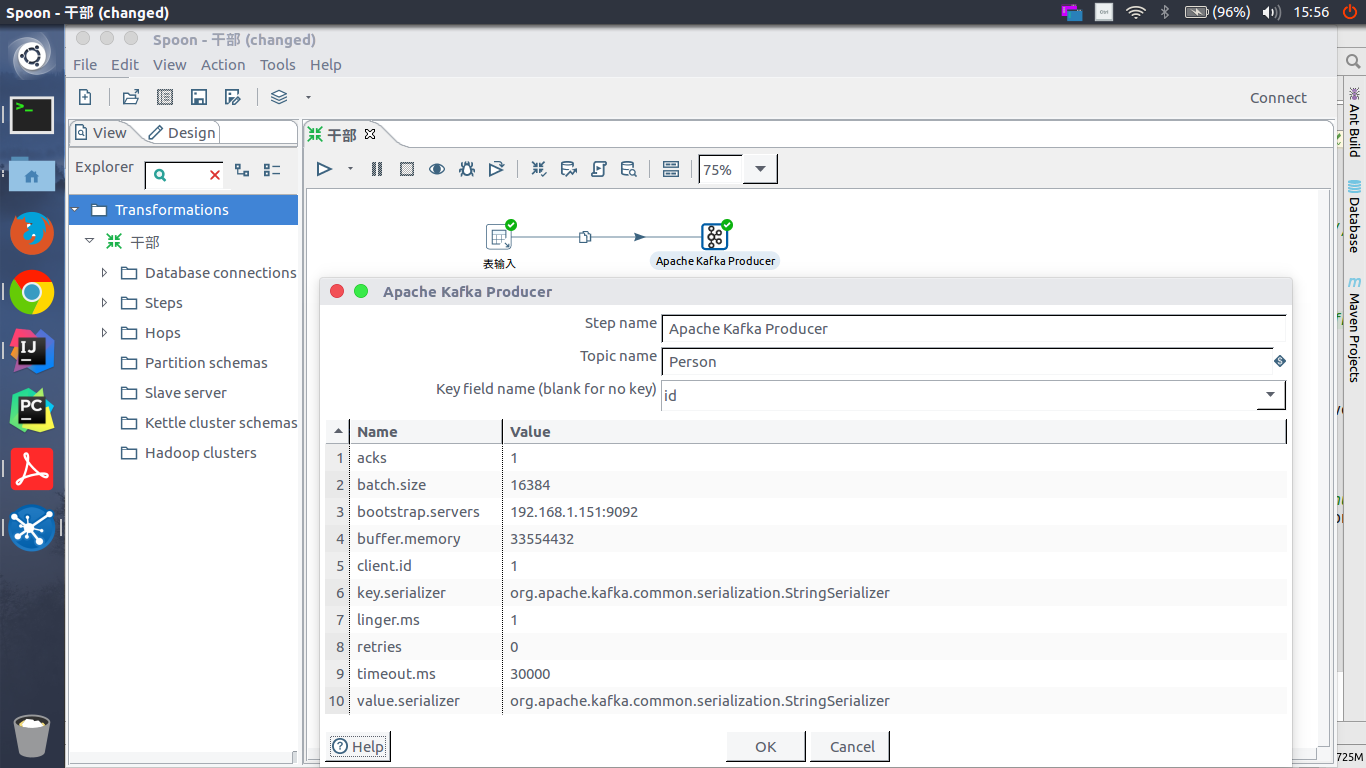 Spoon - 干部 (changed)
(96%) 15:56
Spoon - 干部 (changed)
File Edit View Action Tools Help
Connect
View Design
干部
Explorer
75%
Transformations
干部
Database connections
Steps
Hops
Partition schemas
Slave server
Kettle cluster schemas
Hadoop clusters
表输入
Apache Kafka Producer
Apache Kafka Producer
Step name Apache Kafka Producer
Topic name Person
Key field name (blank for no key) id
Name Value
1 acks 1
2 batch.size 16384
3 bootstrap.servers 192.168.1.151:9092
4 buffer.memory 33554432
5 client.id 1
6 key.serializer org.apache.kafka.common.serialization.StringSerializer
7 linger.ms 1
8 retries 0
9 timeout.ms 30000
10 value.serializer org.apache.kafka.common.serialization.StringSerializer
Help OK Cancel
Ant Build
Database
Maven Projects
725M
IJ
PC